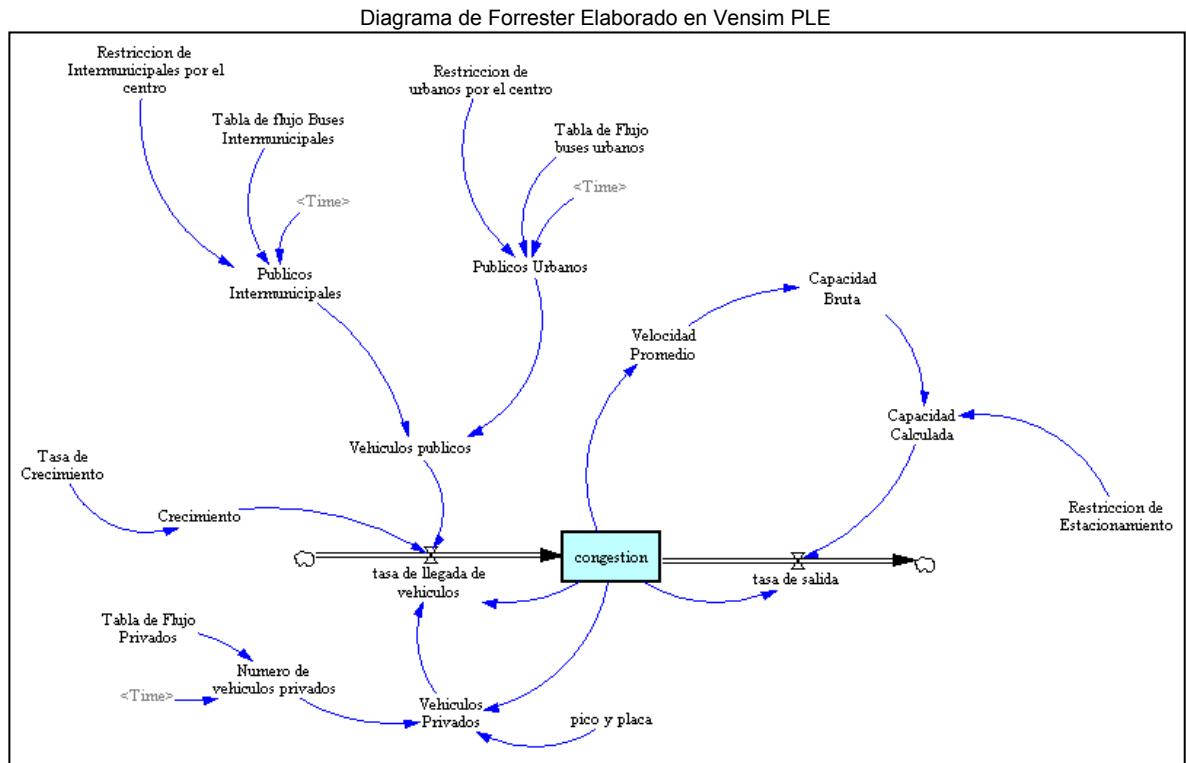 Diagrama de Forrester Elaborado en Vensim PLE
Restriccion de
Intermunicipales por el
centro
Restriccion de
urbanos por el centro
Tabla de flujo Buses
Intermunicipales
Tabla de Flujo
buses urbanos
<Time>
<Time>
Publicos
Intermunicipales
Publicos Urbanos
Capacidad
Bruta
Velocidad
Promedio
Capacidad
Calculada
Vehiculos publicos
Tasa de
Crecimiento
Crecimiento
Restriccion de
Estacionamiento
congestion
tasa de llegada de
vehiculos
tasa de salida
Tabla de Flujo
Privados
Numero de
vehiculos privados
<Time>
Vehiculos
Privados
pico y placa